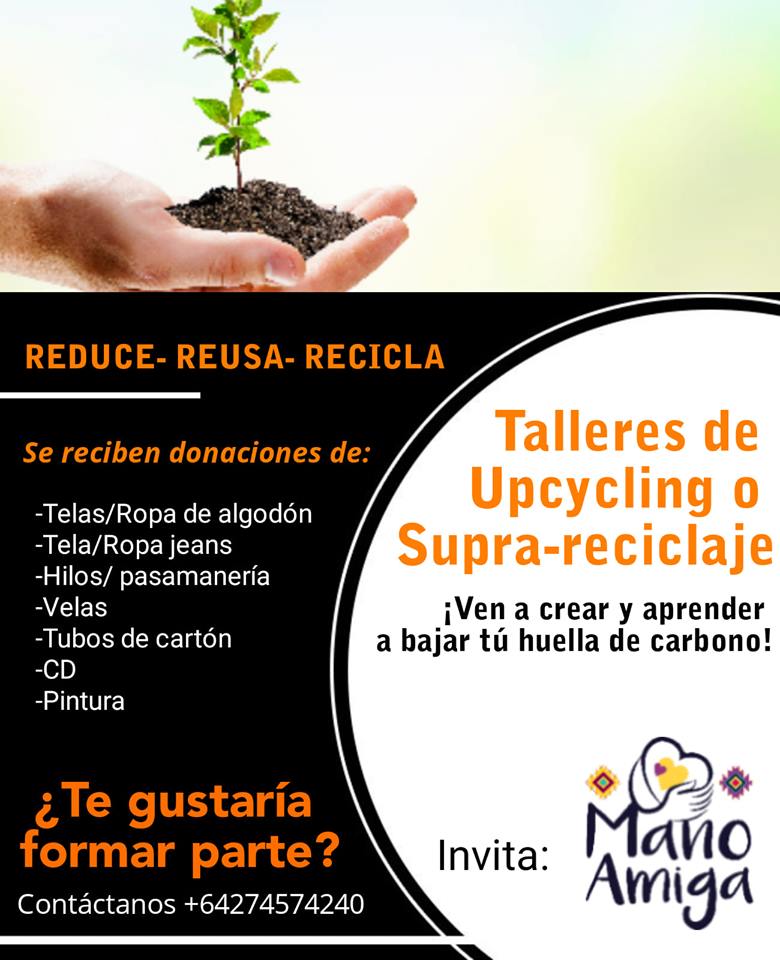 REDUCE- REUSA- RECICLA
Se reciben donaciones de:
-Telas/Ropa de algodón
-Tela/Ropa jeans
-Hilos/ pasamanería
-Velas
-Tubos de cartón
-CD
-Pintura
¿Te gustaría
formar parte?
Contáctanos +64274574240
Talleres de
Upcycling o
Supra-reciclaje
¡Ven a crear y aprender
a bajar tú huella de carbono!
Invita:
Mano
Amiga